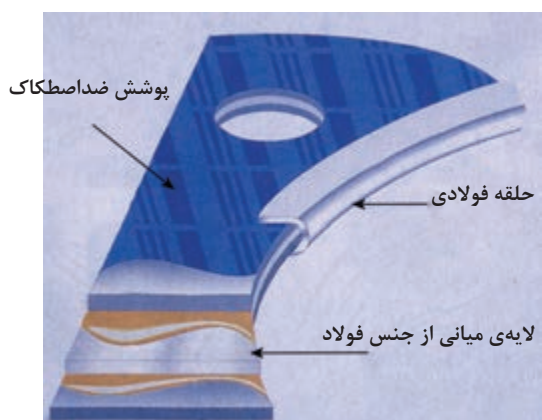 پوشش ضداصطکاک
حلقه فولادی
لایه‌ی میانی از جنس فولاد